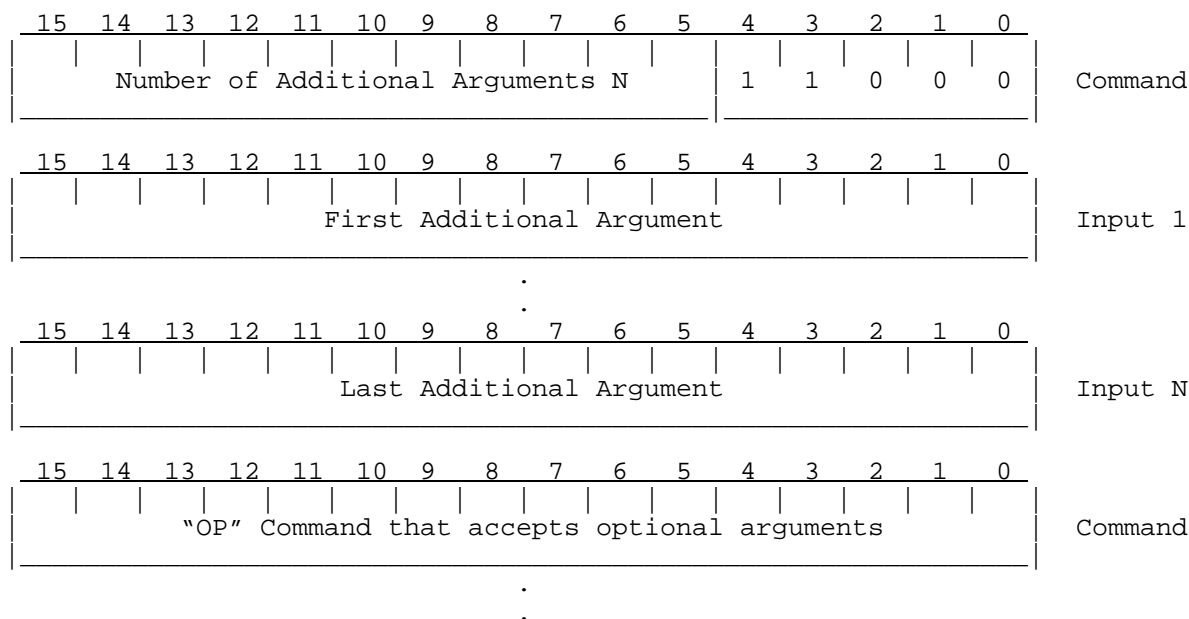 15 14 13 12 11 10 9 8 7 6 5 4 3 2 1 0
Number of Additional Arguments N 1 1 0 0 0 Command
15 14 13 12 11 10 9 8 7 6 5 4 3 2 1 0
First Additional Argument Input 1
.
.
15 14 13 12 11 10 9 8 7 6 5 4 3 2 1 0
Last Additional Argument Input N
15 14 13 12 11 10 9 8 7 6 5 4 3 2 1 0
“OP” Command that accepts optional arguments Command
.
.